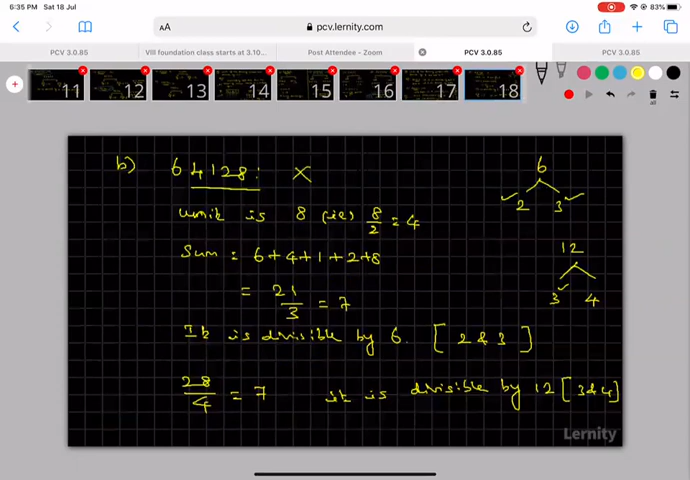 6:35 PM Sat 18 Jul
83%
AA
pcv.lernity.com
PCV 3.0.85
VIII foundation class starts at 3.10...
Post Attendee - Zoom
PCV 3.0.85
PCV 3.0.85
11 12 13 14 15 16 17 18
all
b) 6 4128: X
Unit is 8 (ie) 8/2 = 4
Sum = 6+4+1+2+8
= 21/3 = 7
It is divisible by 6. [ 2 & 3 ]
28/4 = 7 it is divisible by 12 [ 3 & 4 ]
6
2 3
12
3 4
Lernity